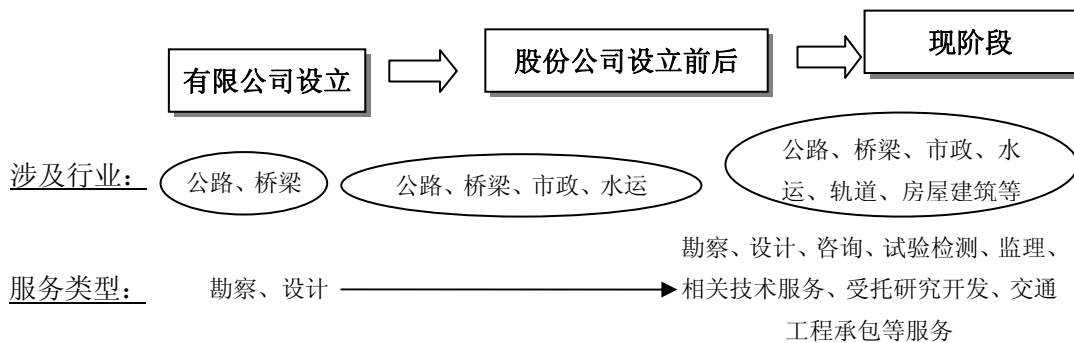 有限公司设立
股份公司设立前后
现阶段
涉及行业：
公路、桥梁
公路、桥梁、市政、水运
公路、桥梁、市政、水
运、轨道、房屋建筑等
服务类型：
勘察、设计
勘察、设计、咨询、试验检测、监理、
相关技术服务、受托研究开发、交通
工程承包等服务